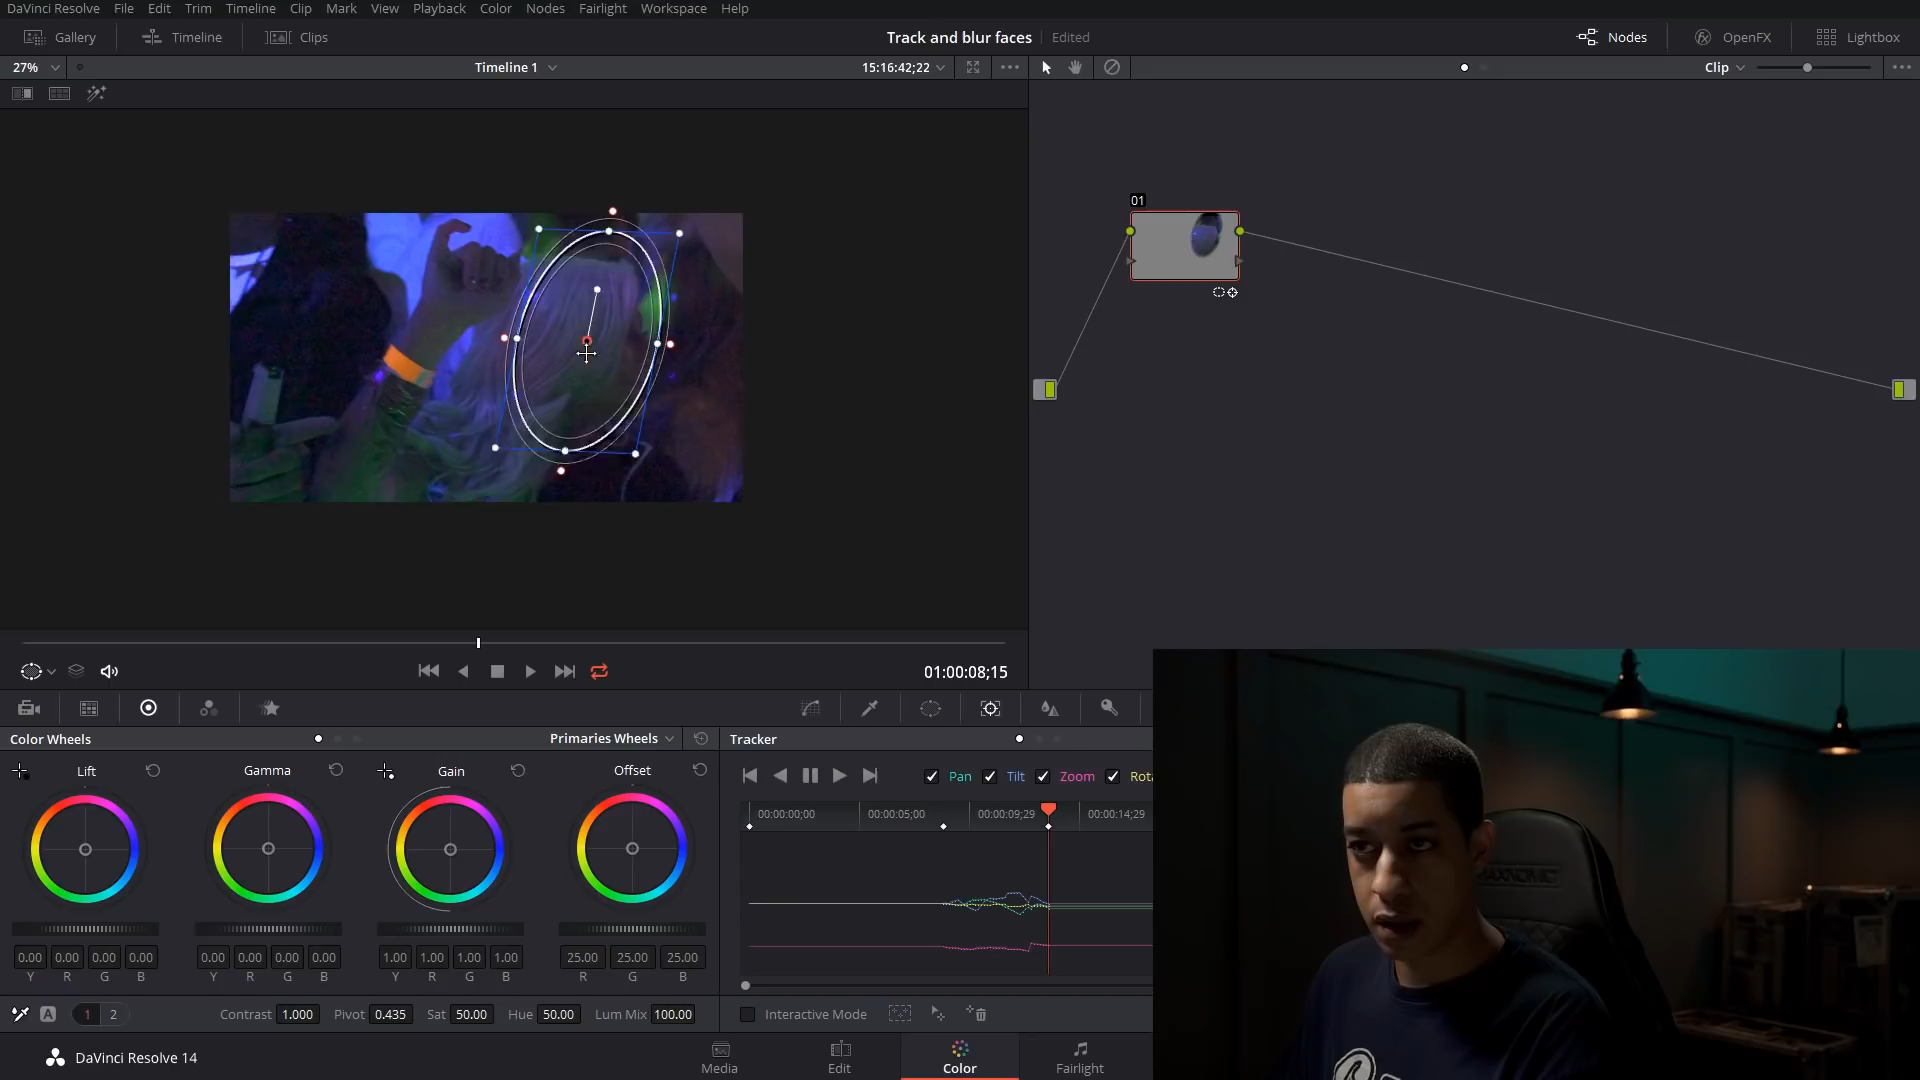 DaVinci Resolve File Edit Trim Timeline Clip Mark View Playback Color Nodes Fairlight Workspace Help
Gallery Timeline Clips Track and blur faces Edited Nodes OpenFX Lightbox
27% Timeline 1 15:16:42;22 Clip
01
01:00:08;15
Color Wheels Primaries Wheels Tracker
Lift Gamma Gain Offset Pan Tilt Zoom Rota
00:00:00;00 00:00:05;00 00:00:09;29 00:00:14;29
MAXNOMIC
0.00 0.00 0.00 0.00 0.00 0.00 0.00 0.00 1.00 1.00 1.00 1.00 25.00 25.00 25.00
Y R G B Y R G B Y R G B R G B
A 1 2 Contrast 1.000 Pivot 0.435 Sat 50.00 Hue 50.00 Lum Mix 100.00 Interactive Mode
DaVinci Resolve 14 Media Edit Color Fairlight